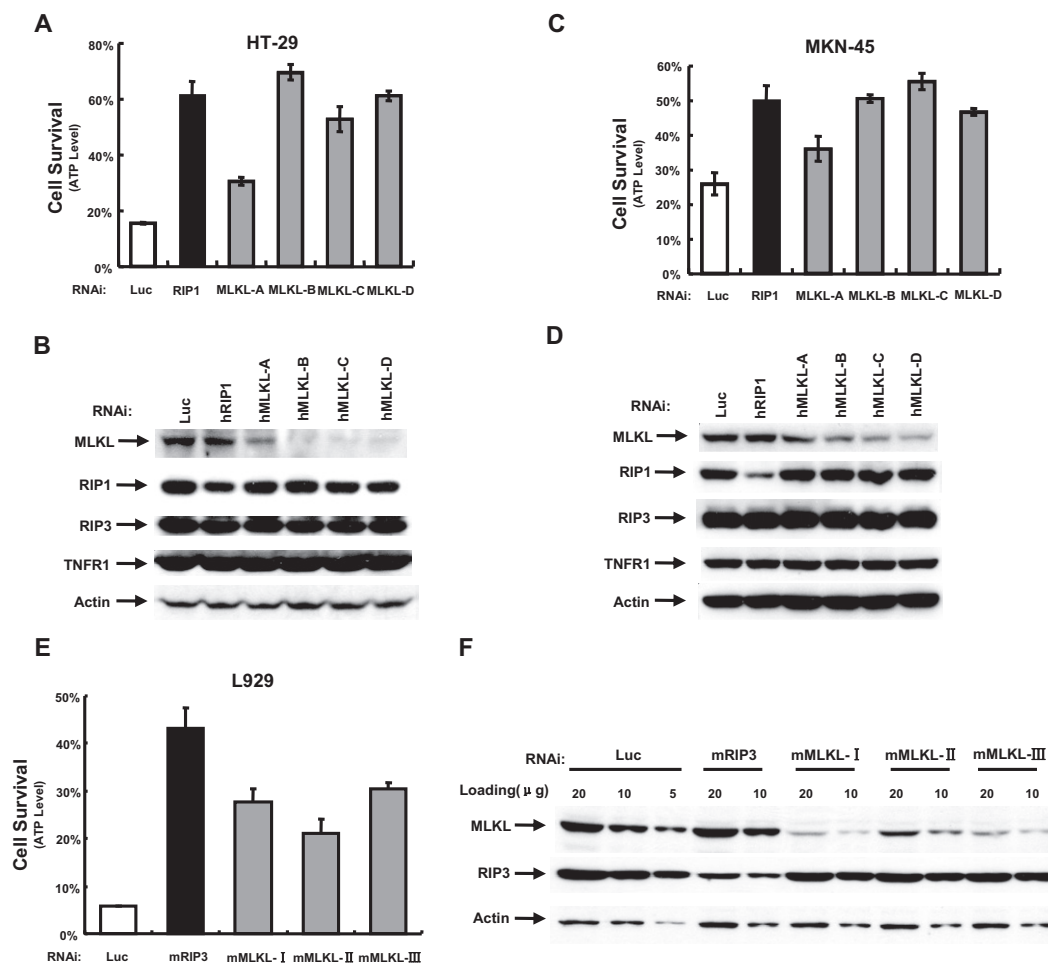 A
HT-29
80%
60%
40%
20%
0%
Cell Survival
(ATP Level)
RNAi: Luc RIP1 MLKL-A MLKL-B MLKL-C MLKL-D
C
MKN-45
60%
50%
40%
30%
20%
10%
0%
Cell Survival
(ATP Level)
RNAi: Luc RIP1 MLKL-A MLKL-B MLKL-C MLKL-D
B
RNAi: Luc hRIP1 hMLKL-A hMLKL-B hMLKL-C hMLKL-D
MLKL
RIP1
RIP3
TNFR1
Actin
D
RNAi: Luc hRIP1 hMLKL-A hMLKL-B hMLKL-C hMLKL-D
MLKL
RIP1
RIP3
TNFR1
Actin
E
L929
50%
40%
30%
20%
10%
0%
Cell Survival
(ATP Level)
RNAi: Luc mRIP3 mMLKL-Ⅰ mMLKL-Ⅱ mMLKL-Ⅲ
F
RNAi: Luc mRIP3 mMLKL-Ⅰ mMLKL-Ⅱ mMLKL-Ⅲ
Loading(μg) 20 10 5 20 10 20 10 20 10 20 10
MLKL
RIP3
Actin